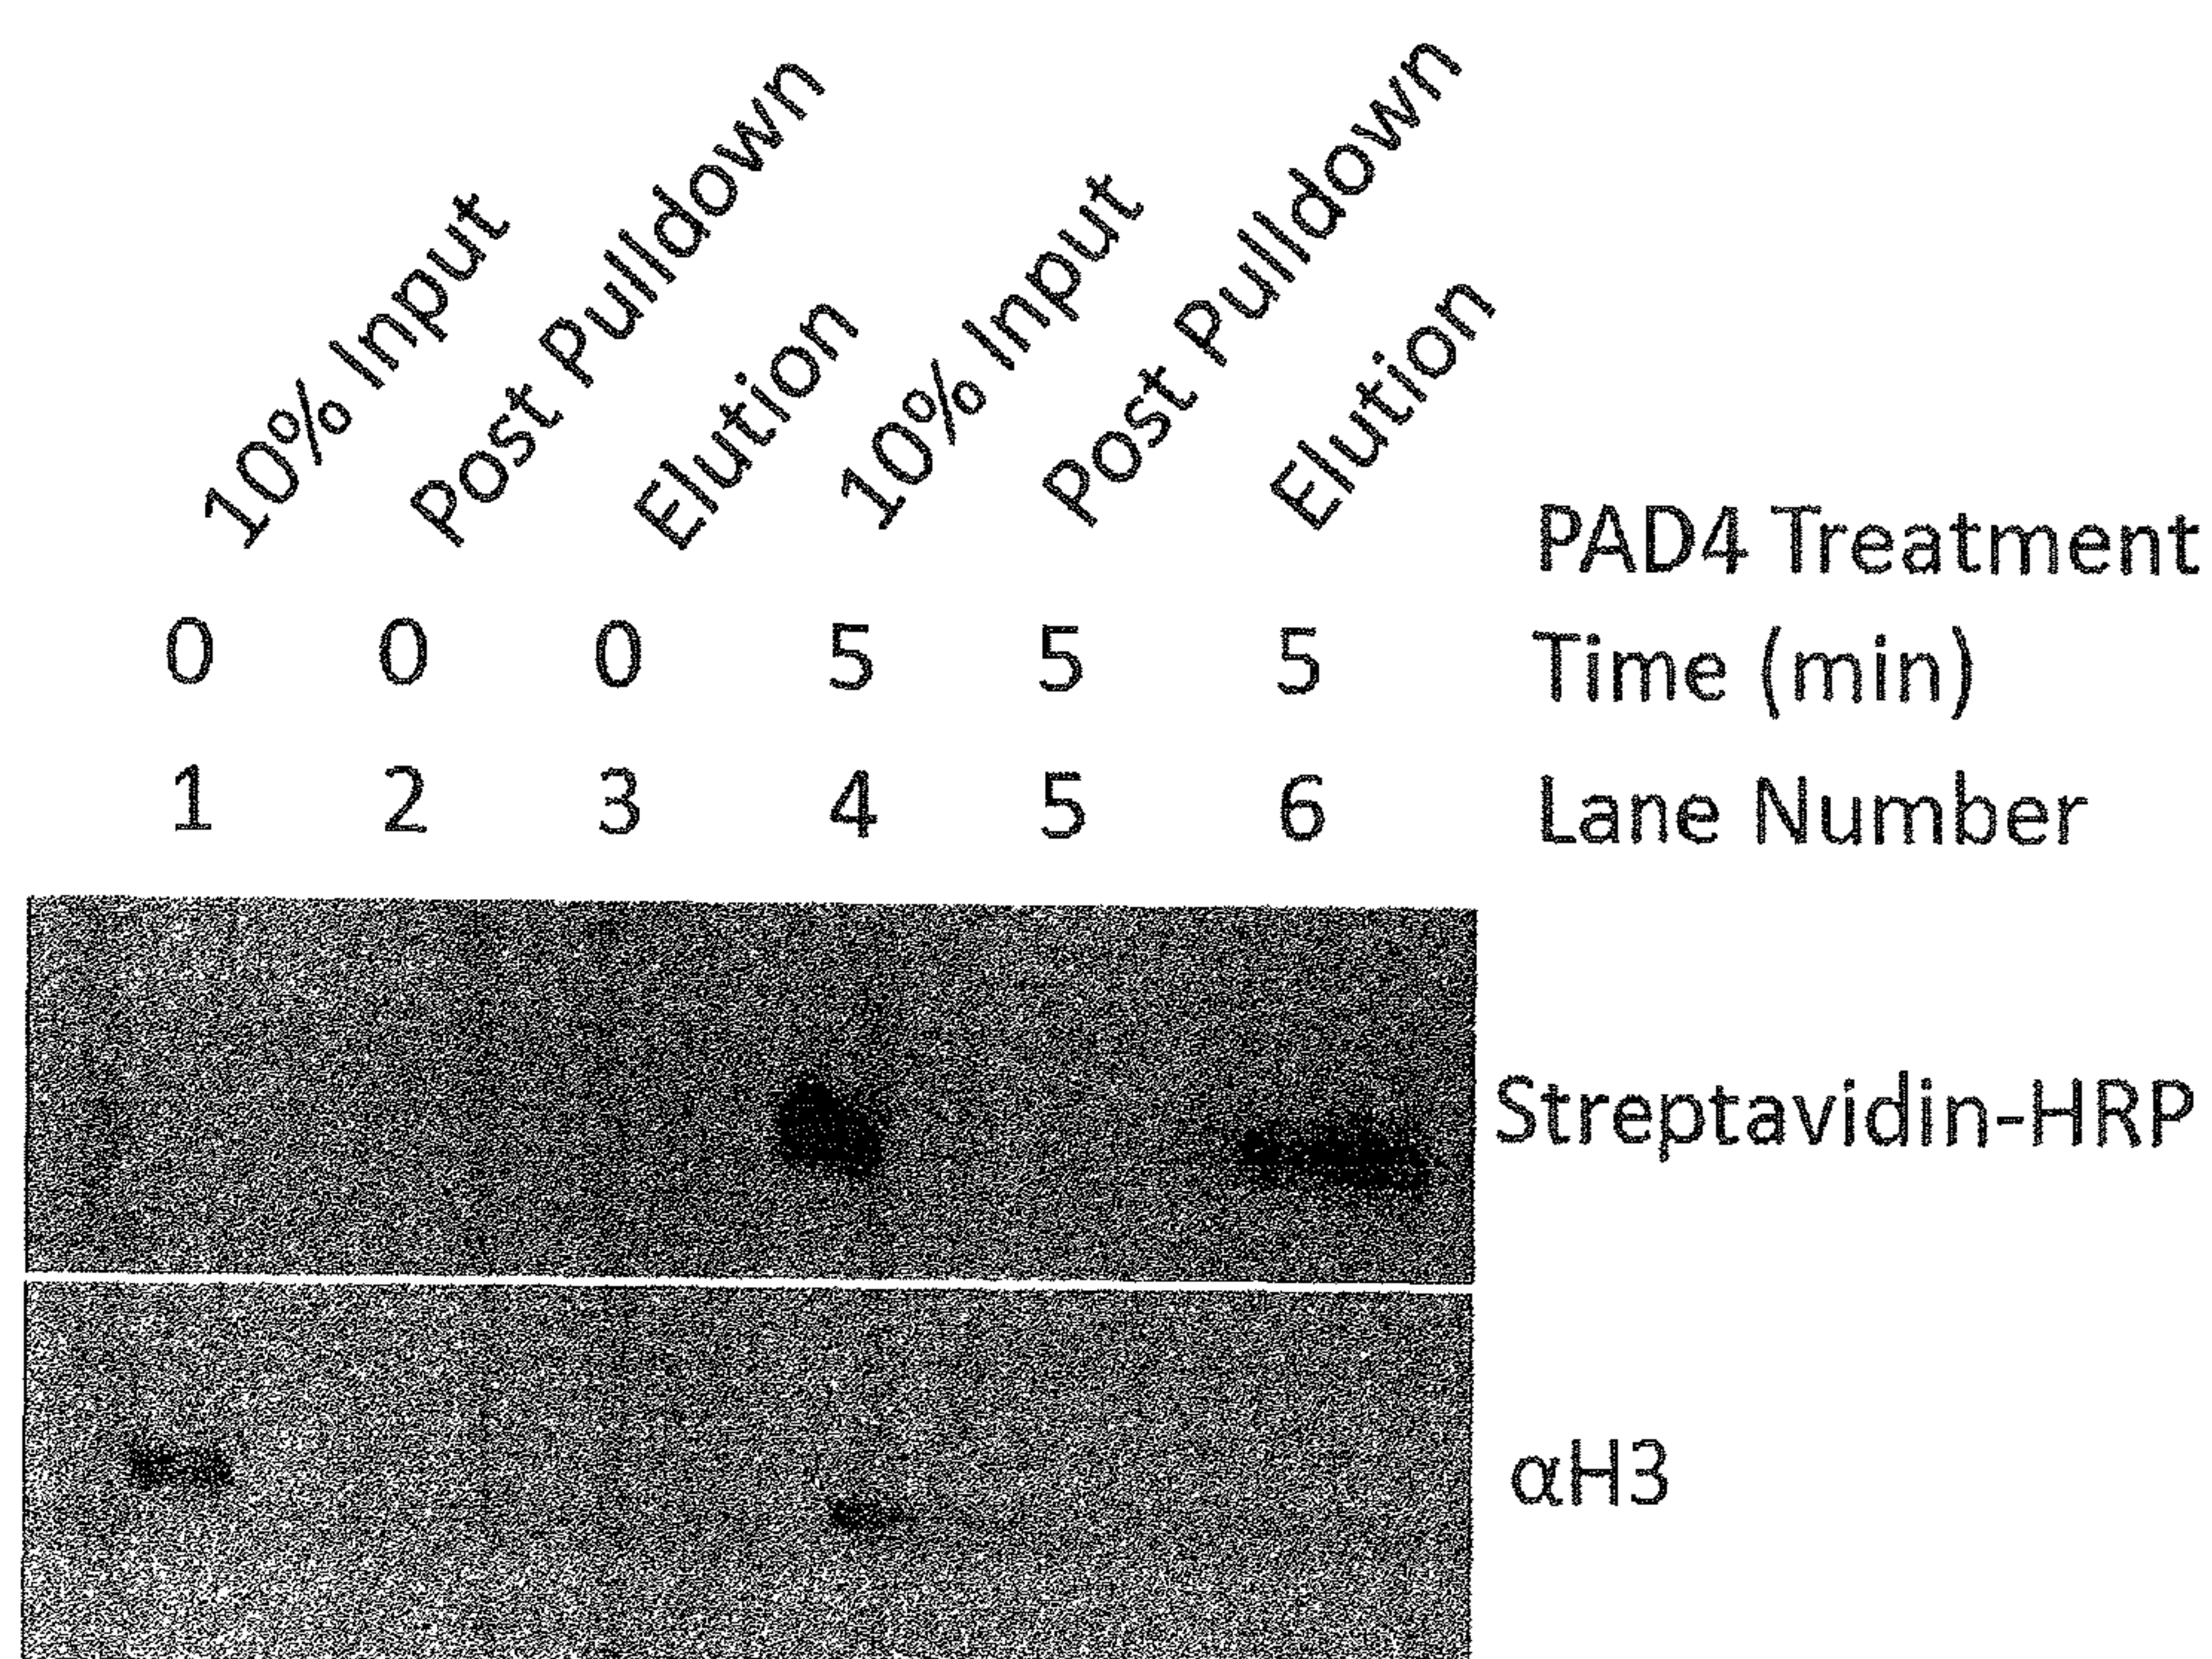 10% Input
Post Pulldown
Elution
10% Input
Post Pulldown
Elution
PAD4 Treatment
0 0 0 5 5 5 Time (min)
1 2 3 4 5 6 Lane Number
Streptavidin-HRP
αH3